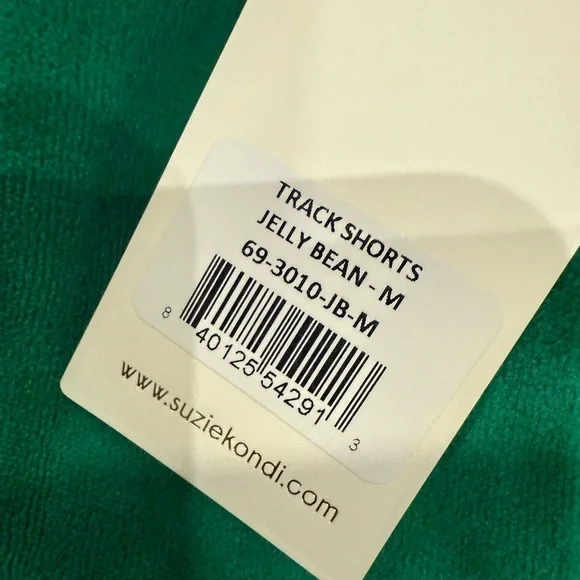 TRACK SHORTS
JELLY BEAN - M
69-3010-JB-M
8 40125 54291 3
www.suziekondi.com